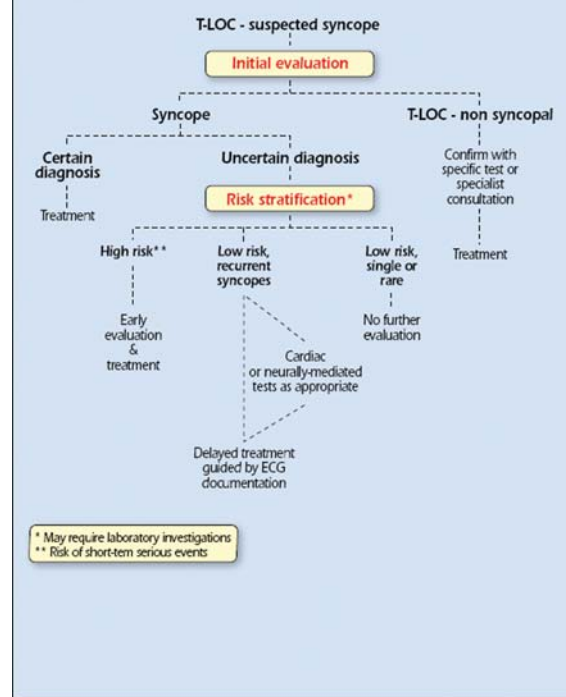 T-LOC - suspected syncope
Initial evaluation
Syncope
T-LOC - non syncopal
Certain
diagnosis
Uncertain diagnosis
Confirm with
specific test or
specialist
consultation
Treatment
Risk stratification*
High risk**
Low risk,
recurrent
syncopes
Low risk,
single or
rare
Treatment
Early
evaluation
&
treatment
No further
evaluation
Cardiac
or neurally-mediated
tests as appropriate
Delayed treatment
guided by ECG
documentation
* May require laboratory investigations
** Risk of short-tem serious events